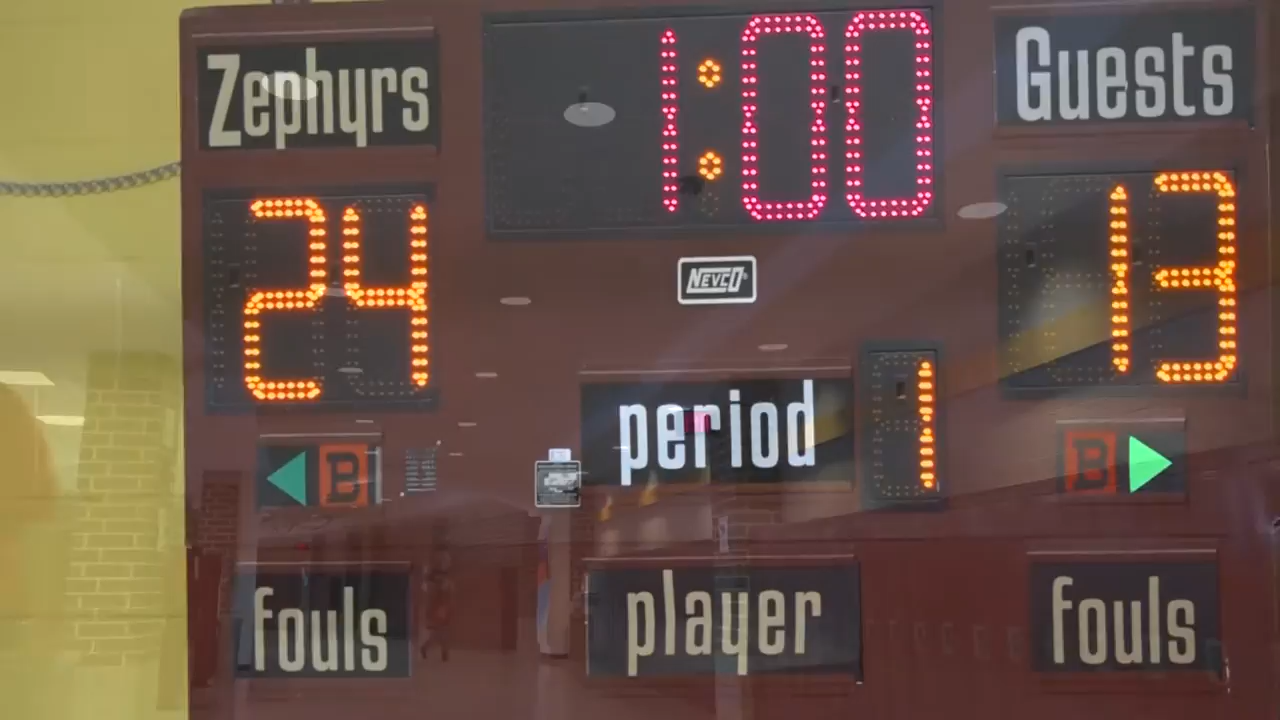 Zephyrs
1:00
Guests
24
13
NEVCO
period 1
B
B
fouls
player
fouls